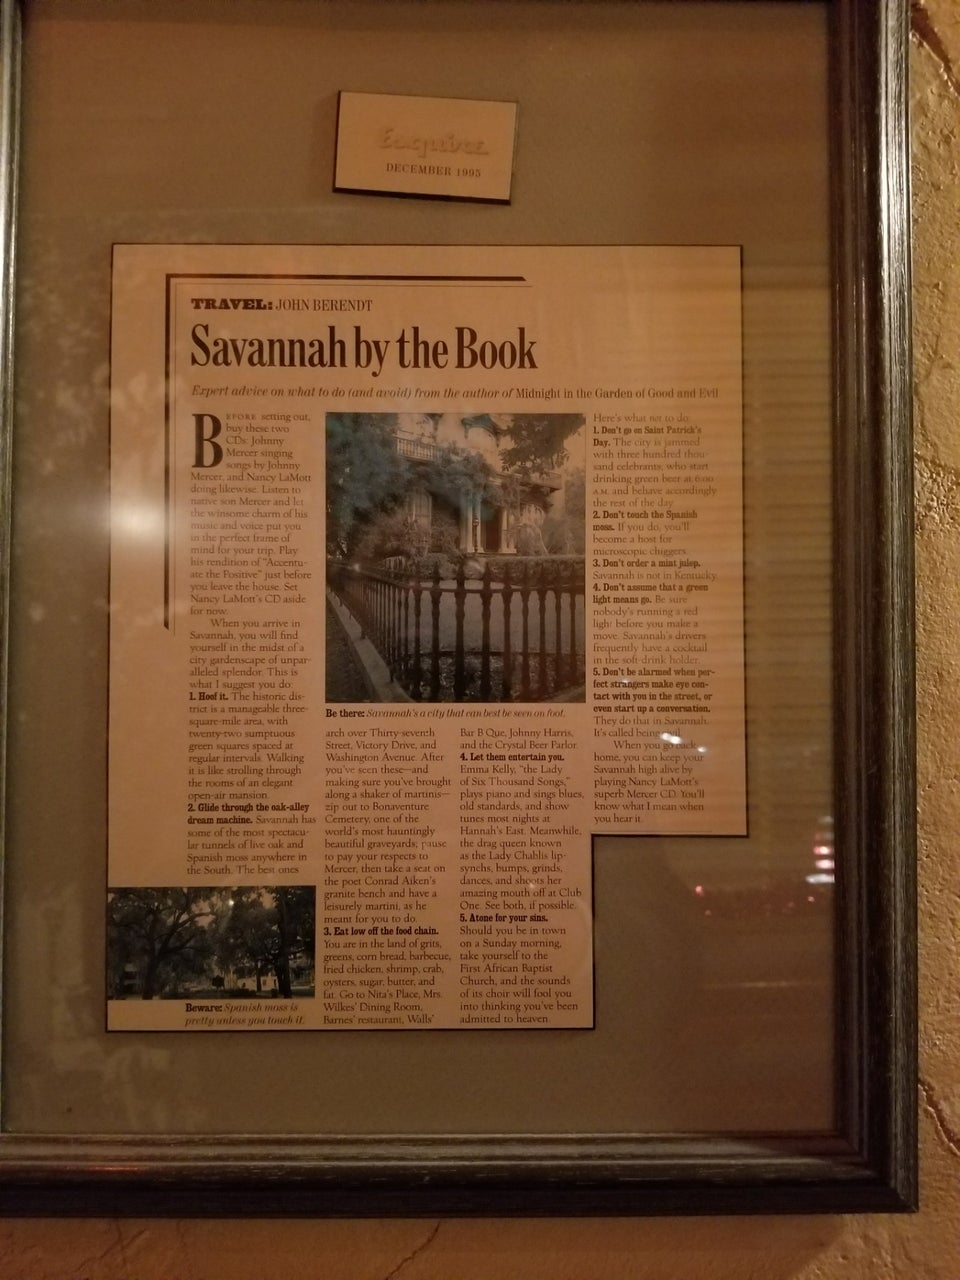 Esquire
DECEMBER 1995
TRAVEL: JOHN BERENDT
Savannah by the Book
Expert advice on what to do (and avoid) from the author of Midnight in the Garden of Good and Evil
BEFORE setting out,
buy these two
CDs: Johnny
Mercer singing
songs by Johnny
Mercer, and Nancy LaMott
doing likewise. Listen to
native son Mercer and let
the winsome charm of his
music and voice put you
in the perfect frame of
mind for your trip. Play
his rendition of "Accentu-
ate the Positive" just before
you leave the house. Set
Nancy LaMott's CD aside
for now.
When you arrive in
Savannah, you will find
yourself in the midst of a
city gardenscape of unpar-
alleled splendor. This is
what I suggest you do:
1. Hoof it. The historic dis-
trict is a manageable three-
square-mile area, with
twenty-two sumptuous
green squares spaced at
regular intervals. Walking
it is like strolling through
the rooms of an elegant
open-air mansion.
2. Glide through the oak-alley
dream machine. Savannah has
some of the most spectacu-
lar tunnels of live oak and
Spanish moss anywhere in
the South. The best ones
Beware: Spanish moss is
pretty unless you touch it.
Be there: Savannah's a city that can best be seen on foot.
arch over Thirty-seventh
Street, Victory Drive, and
Washington Avenue. After
you've seen these—and
making sure you've brought
along a shaker of martinis—
zip out to Bonaventure
Cemetery, one of the
world's most hauntingly
beautiful graveyards; pause
to pay your respects to
Mercer, then take a seat on
the poet Conrad Aiken's
granite bench and have a
leisurely martini, as he
meant for you to do.
3. Eat low off the food chain.
You are in the land of grits,
greens, corn bread, barbecue,
fried chicken, shrimp, crab,
oysters, sugar, butter, and
fat. Go to Nita's Place, Mrs.
Wilkes' Dining Room,
Barnes' restaurant, Walls'
Bar B Que, Johnny Harris,
and the Crystal Beer Parlor.
4. Let them entertain you.
Emma Kelly, "the Lady
of Six Thousand Songs,"
plays piano and sings blues,
old standards, and show
tunes most nights at
Hannah's East. Meanwhile,
the drag queen known
as the Lady Chablis lip-
synchs, bumps, grinds,
dances, and shoots her
amazing mouth off at Club
One. See both, if possible.
5. Atone for your sins.
Should you be in town
on a Sunday morning,
take yourself to the
First African Baptist
Church, and the sounds
of its choir will fool you
into thinking you've been
admitted to heaven.
Here's what not to do:
1. Don't go on Saint Patrick's
Day. The city is jammed
with three hundred thou-
sand celebrants, who start
drinking green beer at 6:00
A.M. and behave accordingly
the rest of the day.
2. Don't touch the Spanish
moss. If you do, you'll
become a host for
microscopic chiggers.
3. Don't order a mint julep.
Savannah is not in Kentucky.
4. Don't assume that a green
light means go. Be sure
nobody's running a red
light before you make a
move. Savannah's drivers
frequently have a cocktail
in the soft-drink holder.
5. Don't be alarmed when per-
fect strangers make eye con-
tact with you in the street, or
even start up a conversation.
They do that in Savannah.
It's called being civil.
When you go back
home, you can keep your
Savannah high alive by
playing Nancy LaMott's
superb Mercer CD. You'll
know what I mean when
you hear it.